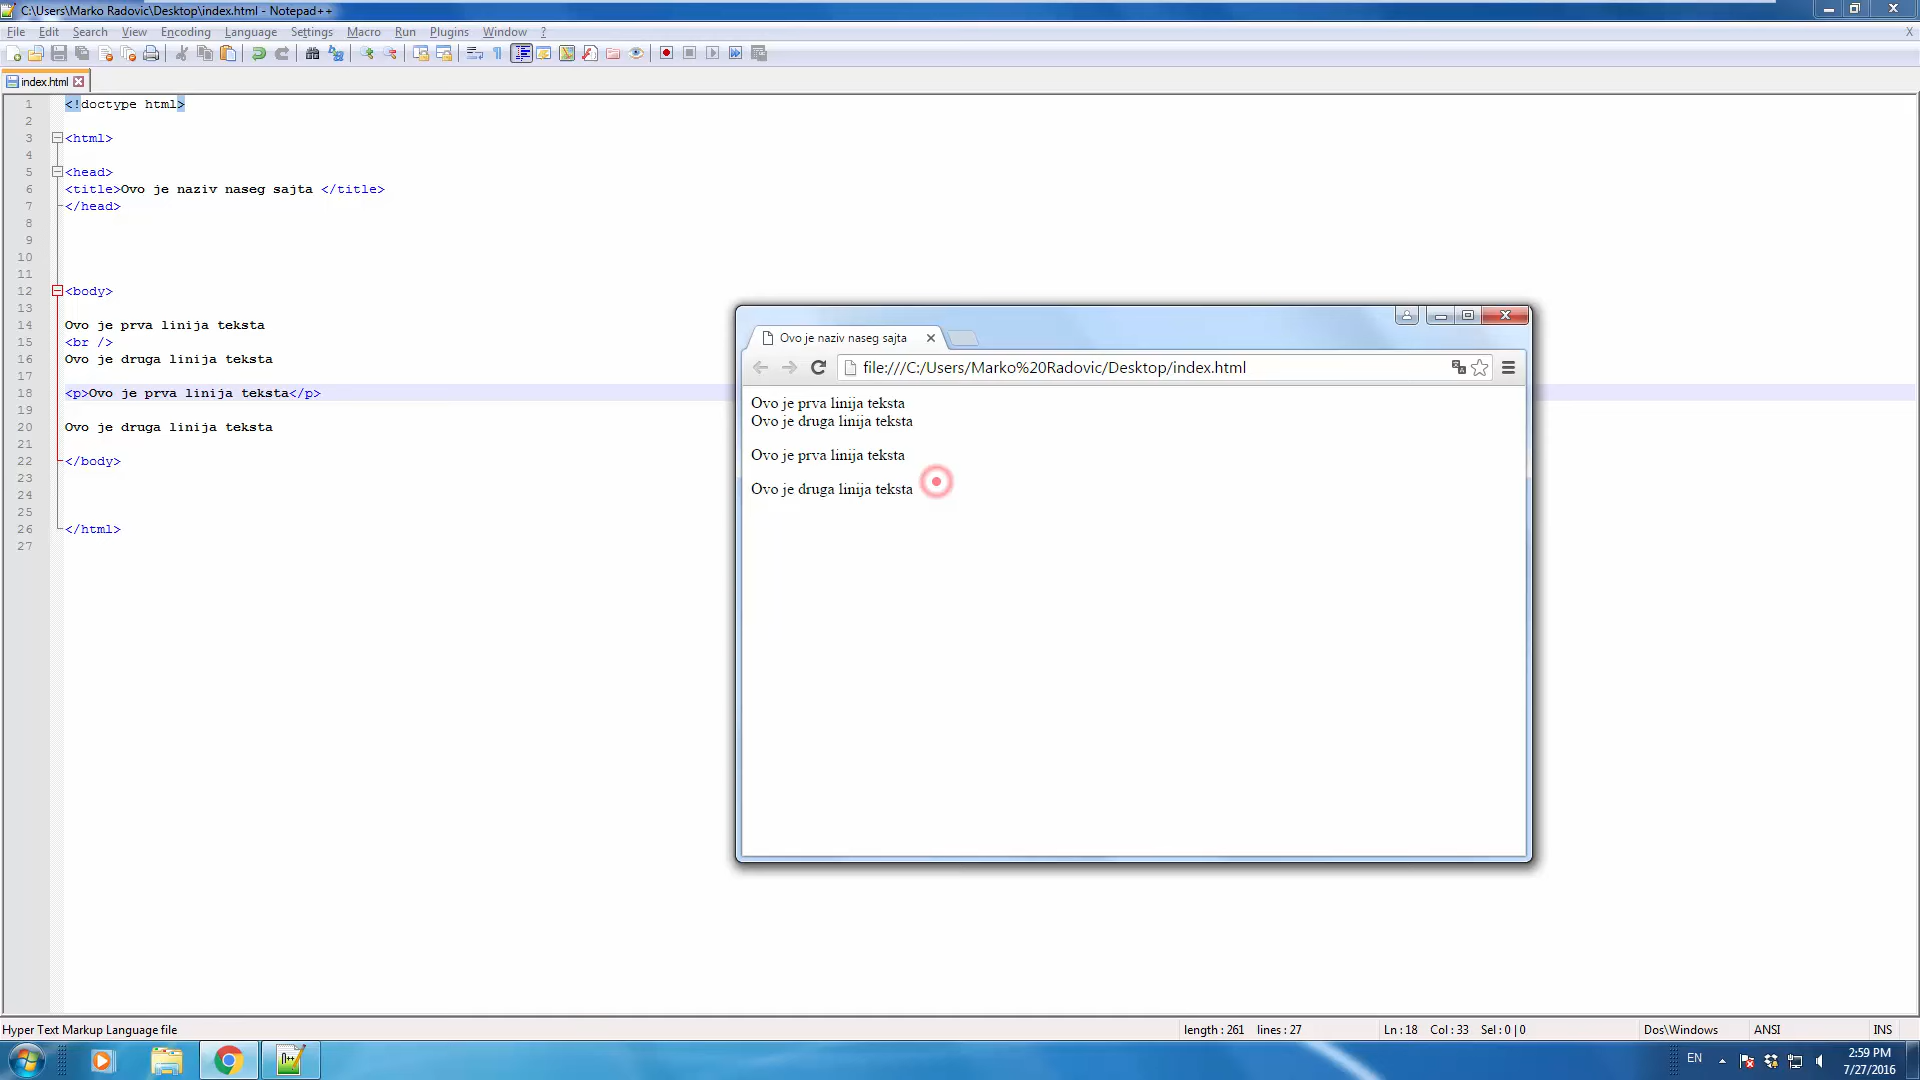 C:\Users\Marko Radovic\Desktop\index.html - Notepad++
File Edit Search View Encoding Language Settings Macro Run Plugins Window ? X
index.html
1 <!doctype html>
2
3 <html>
4
5 <head>
6 <title>Ovo je naziv naseg sajta </title>
7 </head>
8
9
10
11
12 <body>
13
14 Ovo je prva linija teksta
15 <br />
16 Ovo je druga linija teksta
17
18 <p>Ovo je prva linija teksta</p>
19
20 Ovo je druga linija teksta
21
22 </body>
23
24
25
26 </html>
27
Ovo je naziv naseg sajta
file:///C:/Users/Marko%20Radovic/Desktop/index.html
Ovo je prva linija teksta
Ovo je druga linija teksta
Ovo je prva linija teksta
Ovo je druga linija teksta
Hyper Text Markup Language file length : 261 lines : 27 Ln : 18 Col : 33 Sel : 0 | 0 Dos\Windows ANSI INS
EN
2:59 PM
7/27/2016